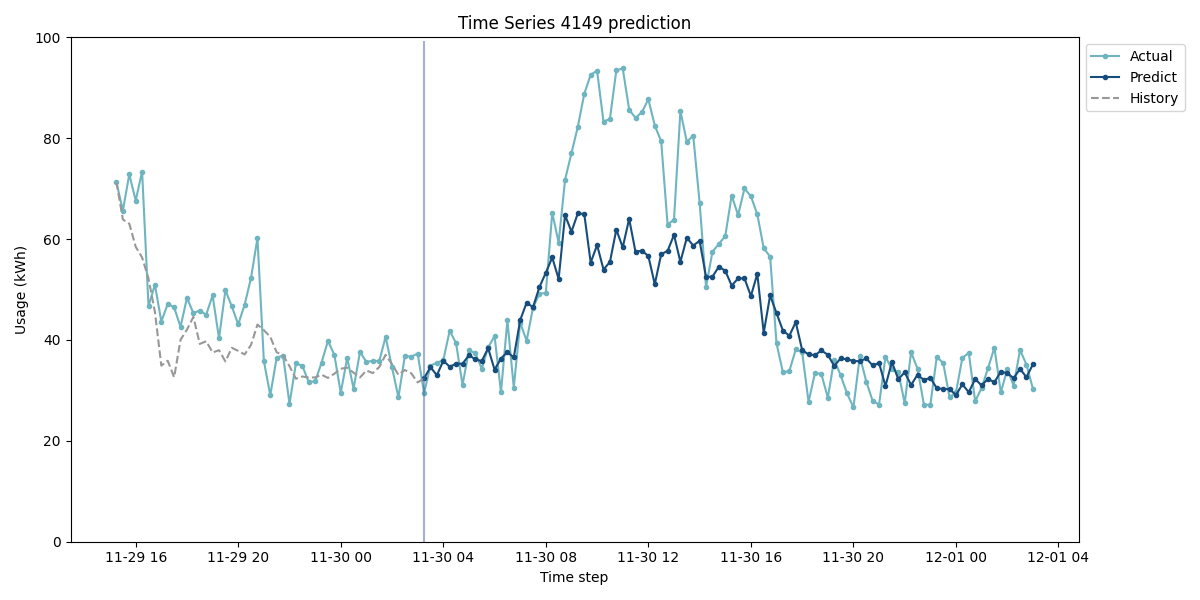 Time Series 4149 prediction
Usage (kWh)
100
80
60
40
20
0
11-29 16
11-29 20
11-30 00
11-30 04
11-30 08
11-30 12
11-30 16
11-30 20
12-01 00
12-01 04
Time step
Actual
Predict
History